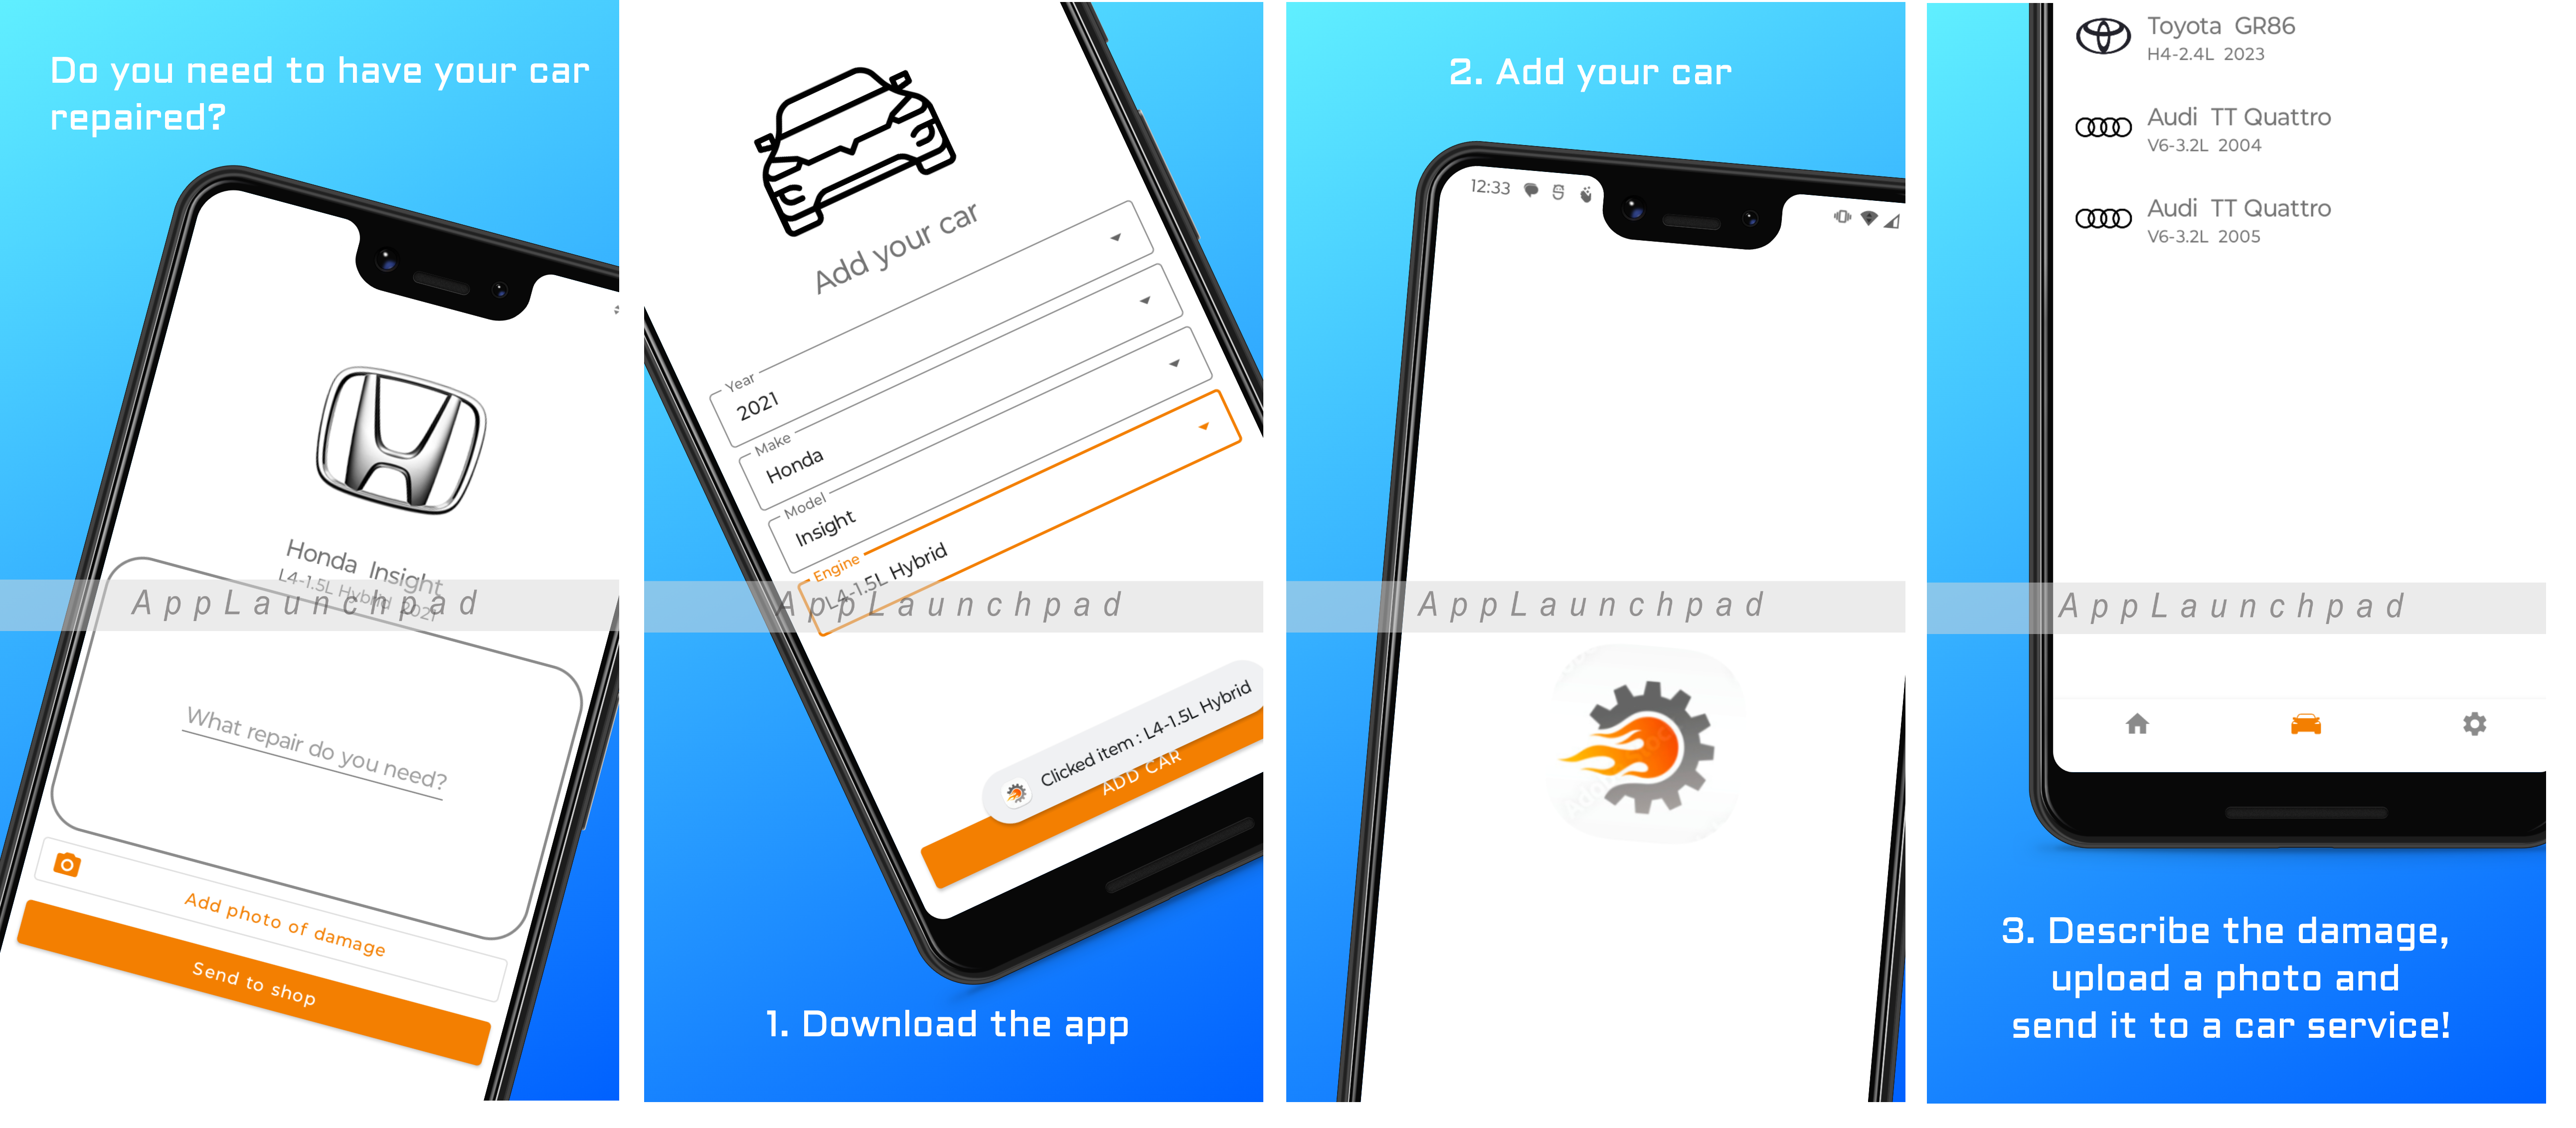 Do you need to have your car
repaired?
Honda Insight
L4-1.5L Hybrid 2021
AppLaunchpad
What repair do you need?
Add photo of damage
Send to shop
Add your car
Year
2021
Make
Honda
Model
Insight
Engine
L4-1.5L Hybrid
AppLaunchpad
Clicked item : L4-1.5L Hybrid
ADD CAR
1. Download the app
2. Add your car
12:33
AppLaunchpad
Toyota GR86
H4-2.4L 2023
Audi TT Quattro
V6-3.2L 2004
Audi TT Quattro
V6-3.2L 2005
AppLaunchpad
3. Describe the damage,
upload a photo and
send it to a car service!